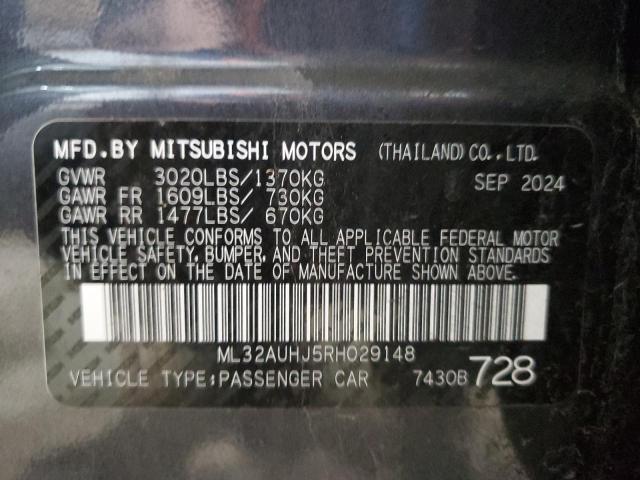 MFD.BY MITSUBISHI MOTORS (THAILAND) CO.,LTD.
GVWR 3020LBS/1370KG SEP 2024
GAWR FR 1609LBS/ 730KG
GAWR RR 1477LBS/ 670KG
THIS VEHICLE CONFORMS TO ALL APPLICABLE FEDERAL MOTOR
VEHICLE SAFETY, BUMPER, AND THEFT PREVENTION STANDARDS
IN EFFECT ON THE DATE OF MANUFACTURE SHOWN ABOVE.
ML32AUHJ5RH029148
VEHICLE TYPE:PASSENGER CAR 7430B 728